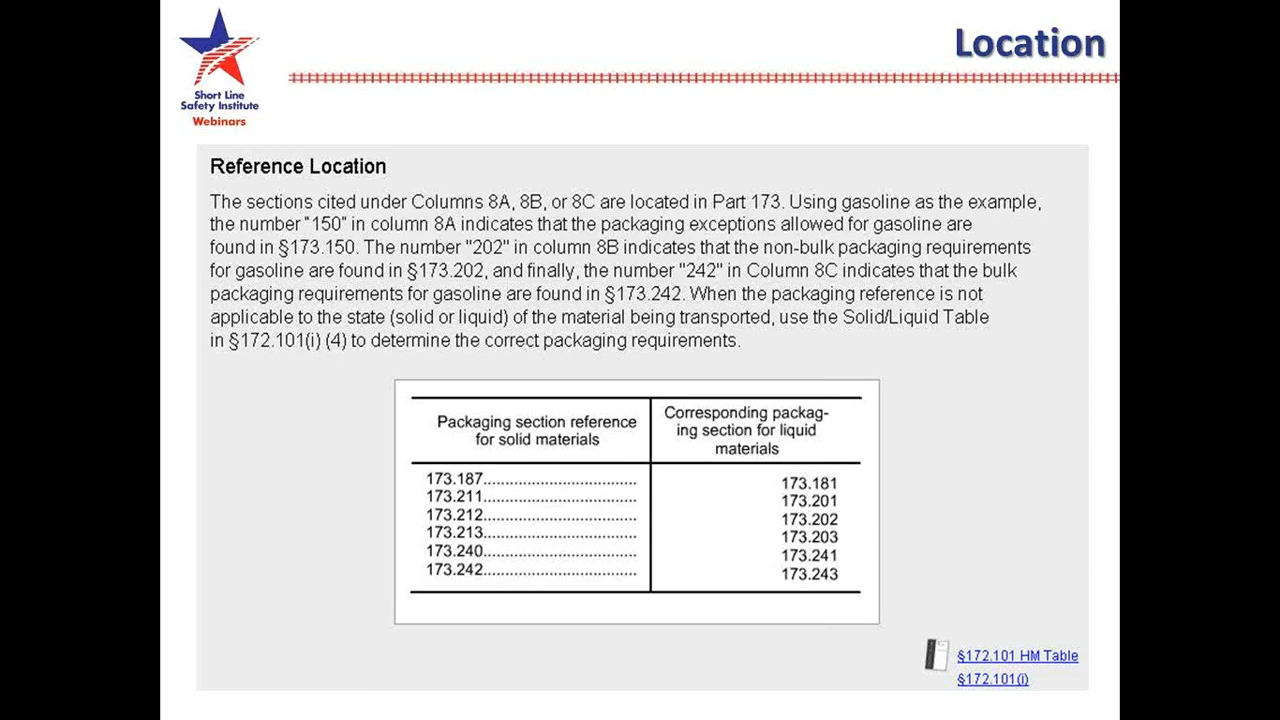 Location
Short Line
Safety Institute
Webinars
Reference Location
The sections cited under Columns 8A, 8B, or 8C are located in Part 173. Using gasoline as the example,
the number "150" in column 8A indicates that the packaging exceptions allowed for gasoline are
found in §173.150. The number "202" in column 8B indicates that the non-bulk packaging requirements
for gasoline are found in §173.202, and finally, the number "242" in Column 8C indicates that the bulk
packaging requirements for gasoline are found in §173.242. When the packaging reference is not
applicable to the state (solid or liquid) of the material being transported, use the Solid/Liquid Table
in §172.101(i) (4) to determine the correct packaging requirements.
Packaging section reference
for solid materials
Corresponding packag-
ing section for liquid
materials
173.187.................................. 173.181
173.211.................................. 173.201
173.212.................................. 173.202
173.213.................................. 173.203
173.240.................................. 173.241
173.242.................................. 173.243
§172.101 HM Table
§172.101(i)